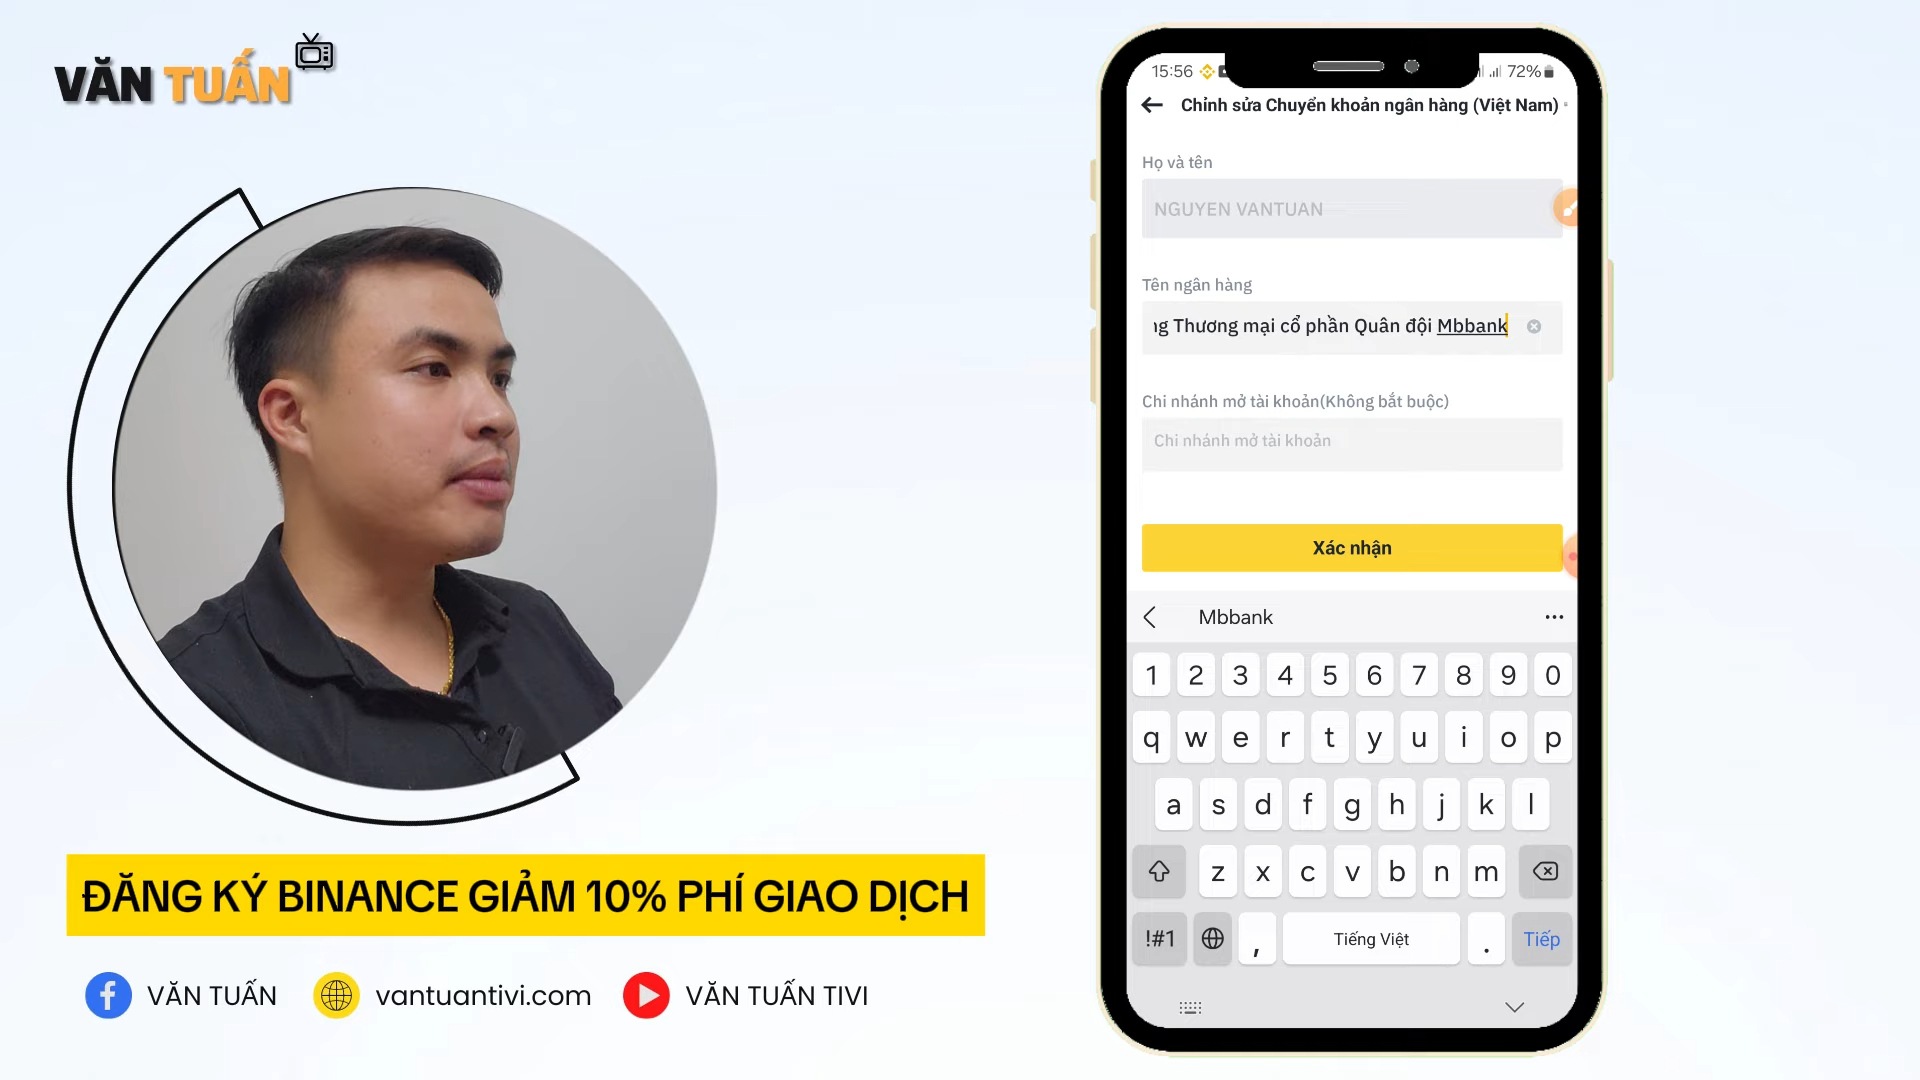 VĂN TUẤN
ĐĂNG KÝ BINANCE GIẢM 10% PHÍ GIAO DỊCH
VĂN TUẤN
vantuantivi.com
VĂN TUẤN TIVI
15:56
72%
Chỉnh sửa Chuyển khoản ngân hàng (Việt Nam)
Họ và tên
NGUYEN VANTUAN
Tên ngân hàng
ng Thương mại cổ phần Quân đội Mbbank
Chi nhánh mở tài khoản(Không bắt buộc)
Chi nhánh mở tài khoản
Xác nhận
Mbbank
1 2 3 4 5 6 7 8 9 0
q w e r t y u i o p
a s d f g h j k l
z x c v b n m
!#1 , Tiếng Việt . Tiếp